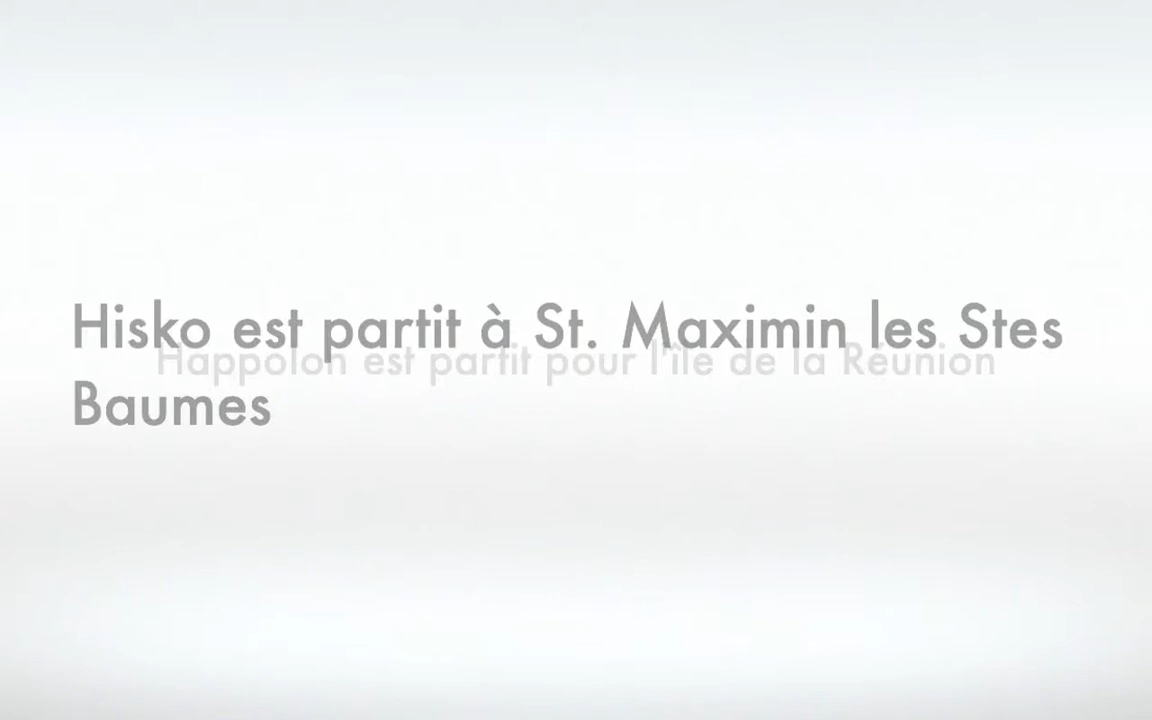 Hisko est partit à St. Maximin les Stes
Happolon est partit pour l'île de la Réunion
Baumes